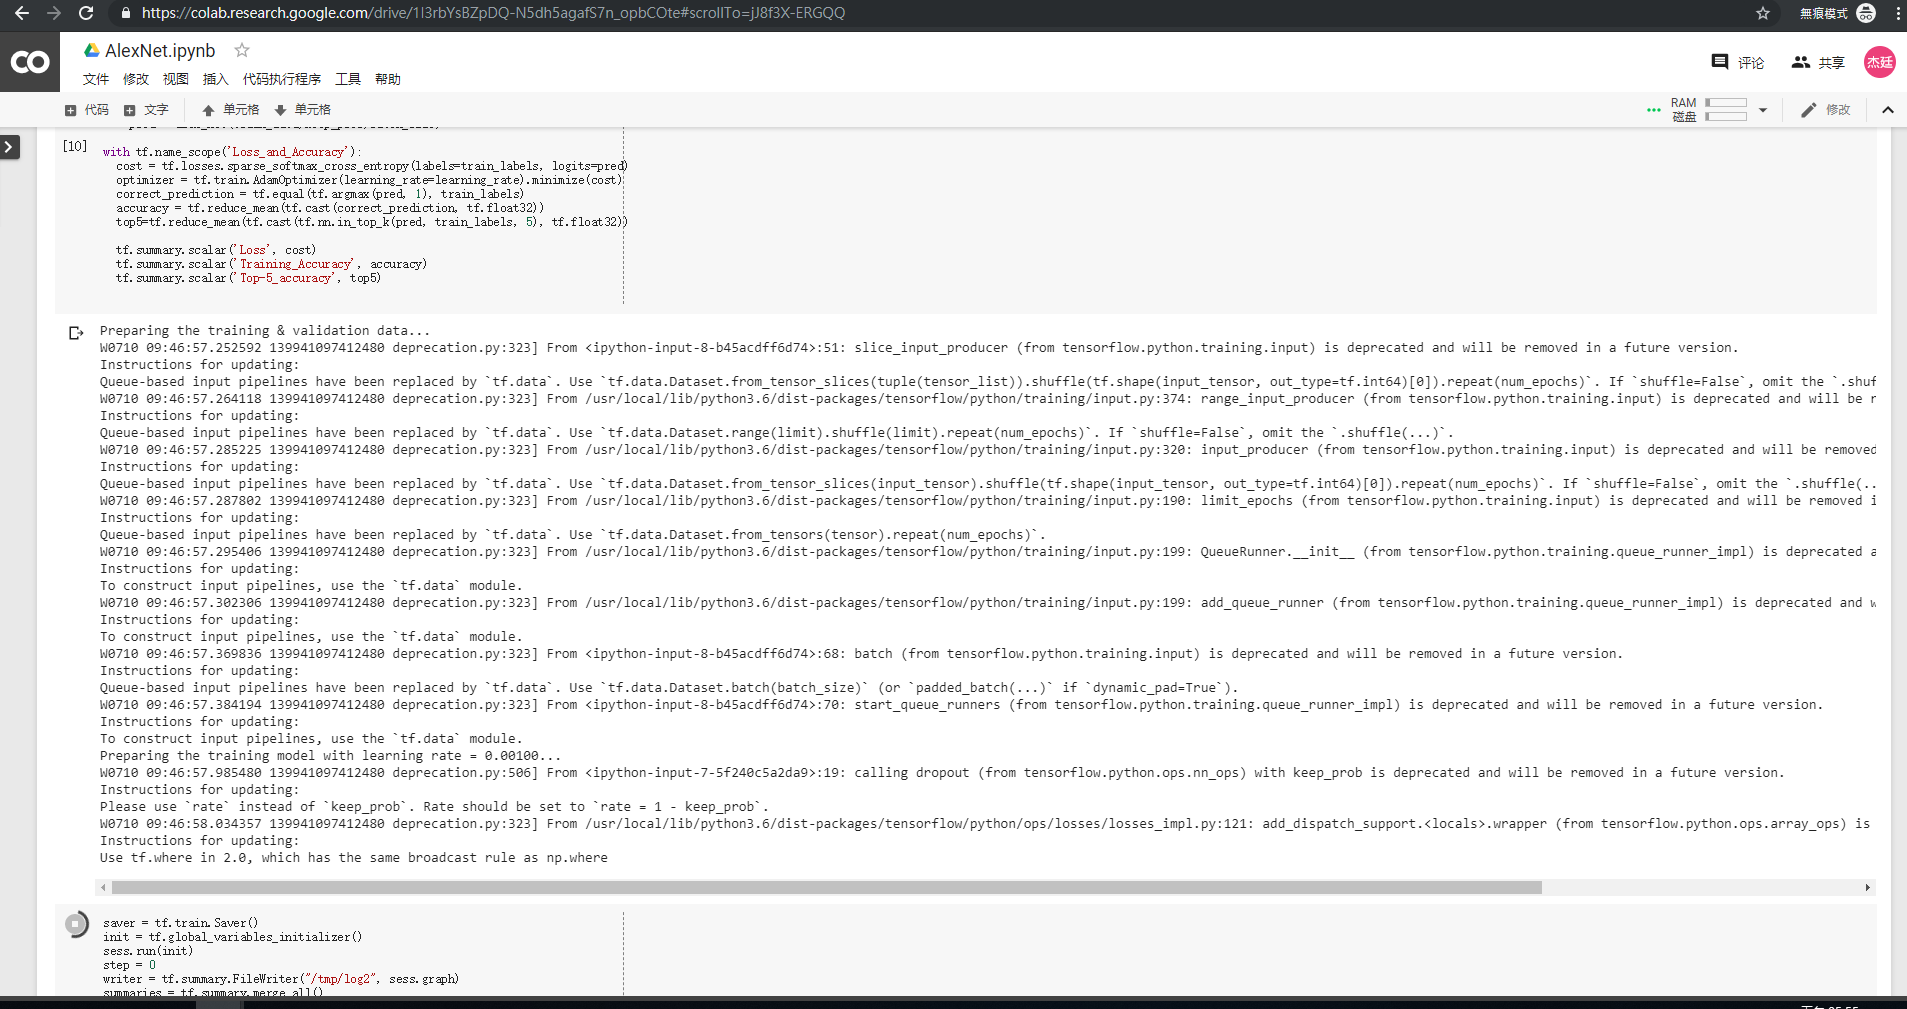 https://colab.research.google.com/drive/1I3rbYsBZpDQ-N5dh5agafS7n_opbCOte#scrollTo=jJ8f3X-ERGQQ
無痕模式
CO
AlexNet.ipynb
文件 修改 视图 插入 代码执行程序 工具 帮助
评论 共享 杰廷
代码 文字 单元格 单元格
RAM
磁盘
修改
[10]
with tf.name_scope('Loss_and_Accuracy'):
cost = tf.losses.sparse_softmax_cross_entropy(labels=train_labels, logits=pred)
optimizer = tf.train.AdamOptimizer(learning_rate=learning_rate).minimize(cost)
correct_prediction = tf.equal(tf.argmax(pred, 1), train_labels)
accuracy = tf.reduce_mean(tf.cast(correct_prediction, tf.float32))
top5=tf.reduce_mean(tf.cast(tf.nn.in_top_k(pred, train_labels, 5), tf.float32))
tf.summary.scalar('Loss', cost)
tf.summary.scalar('Training_Accuracy', accuracy)
tf.summary.scalar('Top-5_accuracy', top5)
Preparing the training & validation data...
W0710 09:46:57.252592 139941097412480 deprecation.py:323] From <ipython-input-8-b45acdff6d74>:51: slice_input_producer (from tensorflow.python.training.input) is deprecated and will be removed in a future version.
Instructions for updating:
Queue-based input pipelines have been replaced by `tf.data`. Use `tf.data.Dataset.from_tensor_slices(tuple(tensor_list)).shuffle(tf.shape(input_tensor, out_type=tf.int64)[0]).repeat(num_epochs)`. If `shuffle=False`, omit the `.shuf
W0710 09:46:57.264118 139941097412480 deprecation.py:323] From /usr/local/lib/python3.6/dist-packages/tensorflow/python/training/input.py:374: range_input_producer (from tensorflow.python.training.input) is deprecated and will be r
Instructions for updating:
Queue-based input pipelines have been replaced by `tf.data`. Use `tf.data.Dataset.range(limit).shuffle(limit).repeat(num_epochs)`. If `shuffle=False`, omit the `.shuffle(...)`.
W0710 09:46:57.285225 139941097412480 deprecation.py:323] From /usr/local/lib/python3.6/dist-packages/tensorflow/python/training/input.py:320: input_producer (from tensorflow.python.training.input) is deprecated and will be removed
Instructions for updating:
Queue-based input pipelines have been replaced by `tf.data`. Use `tf.data.Dataset.from_tensor_slices(input_tensor).shuffle(tf.shape(input_tensor, out_type=tf.int64)[0]).repeat(num_epochs)`. If `shuffle=False`, omit the `.shuffle(..
W0710 09:46:57.287802 139941097412480 deprecation.py:323] From /usr/local/lib/python3.6/dist-packages/tensorflow/python/training/input.py:190: limit_epochs (from tensorflow.python.training.input) is deprecated and will be removed i
Instructions for updating:
Queue-based input pipelines have been replaced by `tf.data`. Use `tf.data.Dataset.from_tensors(tensor).repeat(num_epochs)`.
W0710 09:46:57.295406 139941097412480 deprecation.py:323] From /usr/local/lib/python3.6/dist-packages/tensorflow/python/training/input.py:199: QueueRunner.__init__ (from tensorflow.python.training.queue_runner_impl) is deprecated a
Instructions for updating:
To construct input pipelines, use the `tf.data` module.
W0710 09:46:57.302306 139941097412480 deprecation.py:323] From /usr/local/lib/python3.6/dist-packages/tensorflow/python/training/input.py:199: add_queue_runner (from tensorflow.python.training.queue_runner_impl) is deprecated and w
Instructions for updating:
To construct input pipelines, use the `tf.data` module.
W0710 09:46:57.369836 139941097412480 deprecation.py:323] From <ipython-input-8-b45acdff6d74>:68: batch (from tensorflow.python.training.input) is deprecated and will be removed in a future version.
Instructions for updating:
Queue-based input pipelines have been replaced by `tf.data`. Use `tf.data.Dataset.batch(batch_size)` (or `padded_batch(...)` if `dynamic_pad=True`).
W0710 09:46:57.384194 139941097412480 deprecation.py:323] From <ipython-input-8-b45acdff6d74>:70: start_queue_runners (from tensorflow.python.training.queue_runner_impl) is deprecated and will be removed in a future version.
Instructions for updating:
To construct input pipelines, use the `tf.data` module.
Preparing the training model with learning rate = 0.00100...
W0710 09:46:57.985480 139941097412480 deprecation.py:506] From <ipython-input-7-5f240c5a2da9>:19: calling dropout (from tensorflow.python.ops.nn_ops) with keep_prob is deprecated and will be removed in a future version.
Instructions for updating:
Please use `rate` instead of `keep_prob`. Rate should be set to `rate = 1 - keep_prob`.
W0710 09:46:58.034357 139941097412480 deprecation.py:323] From /usr/local/lib/python3.6/dist-packages/tensorflow/python/ops/losses/losses_impl.py:121: add_dispatch_support.<locals>.wrapper (from tensorflow.python.ops.array_ops) is
Instructions for updating:
Use tf.where in 2.0, which has the same broadcast rule as np.where
saver = tf.train.Saver()
init = tf.global_variables_initializer()
sess.run(init)
step = 0
writer = tf.summary.FileWriter("/tmp/log2", sess.graph)
summaries = tf.summary.merge_all()